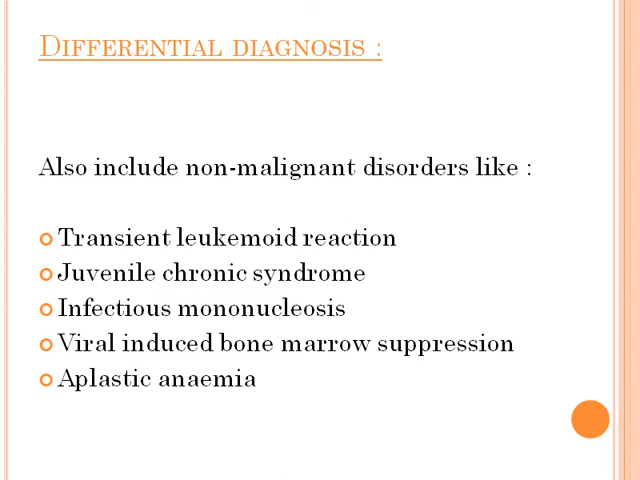 DIFFERENTIAL DIAGNOSIS :
Also include non-malignant disorders like :
Transient leukemoid reaction
Juvenile chronic syndrome
Infectious mononucleosis
Viral induced bone marrow suppression
Aplastic anaemia